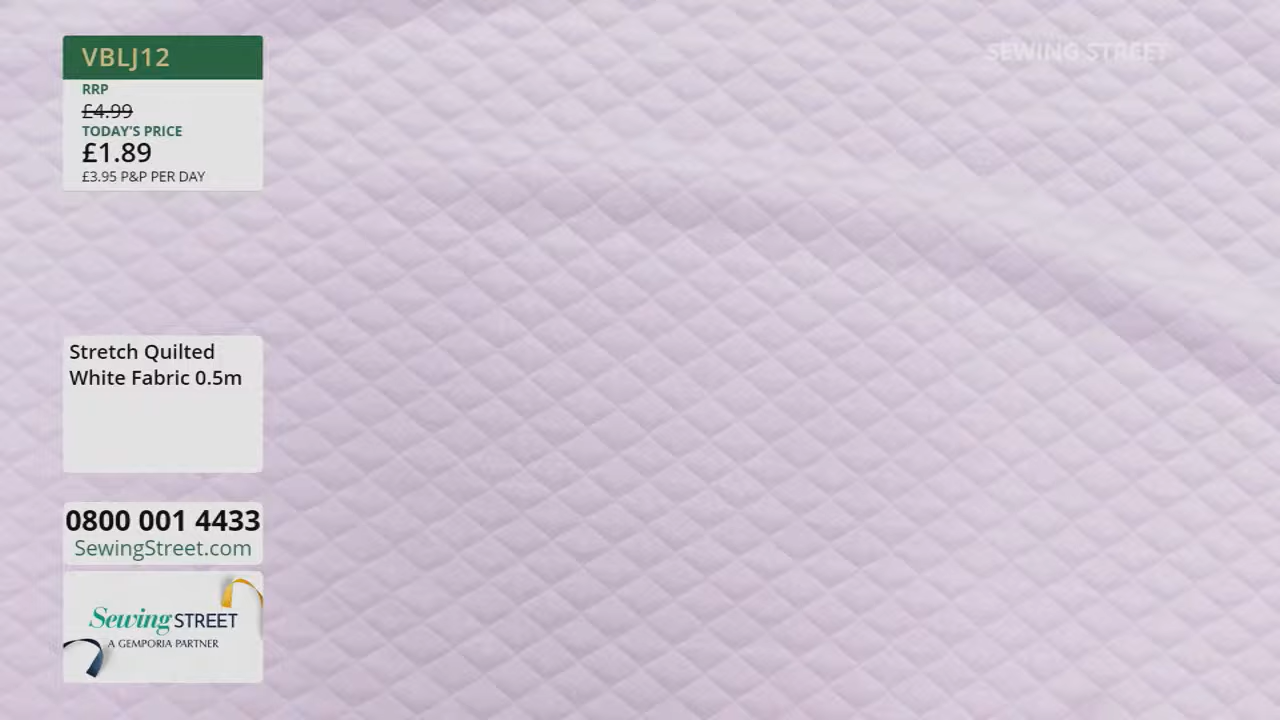 VBLJ12
RRP
£4.99
TODAY'S PRICE
£1.89
£3.95 P&P PER DAY
SEWING STREET
Stretch Quilted
White Fabric 0.5m
0800 001 4433
SewingStreet.com
Sewing STREET
A GEMPORIA PARTNER